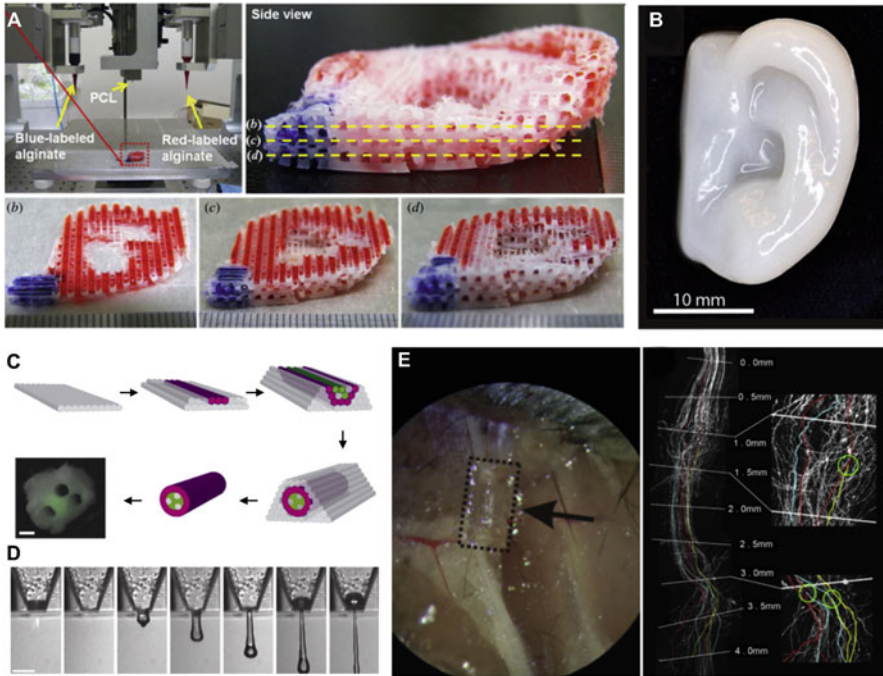 A
PCL
Blue-labeled
alginate
Red-labeled
alginate
Side view
(b)
(c)
(d)
(b)
(c)
(d)
B
10 mm
C
D
E
0.0mm
0.5mm
1.0mm
1.5mm
2.0mm
2.5mm
3.0mm
3.5mm
4.0mm